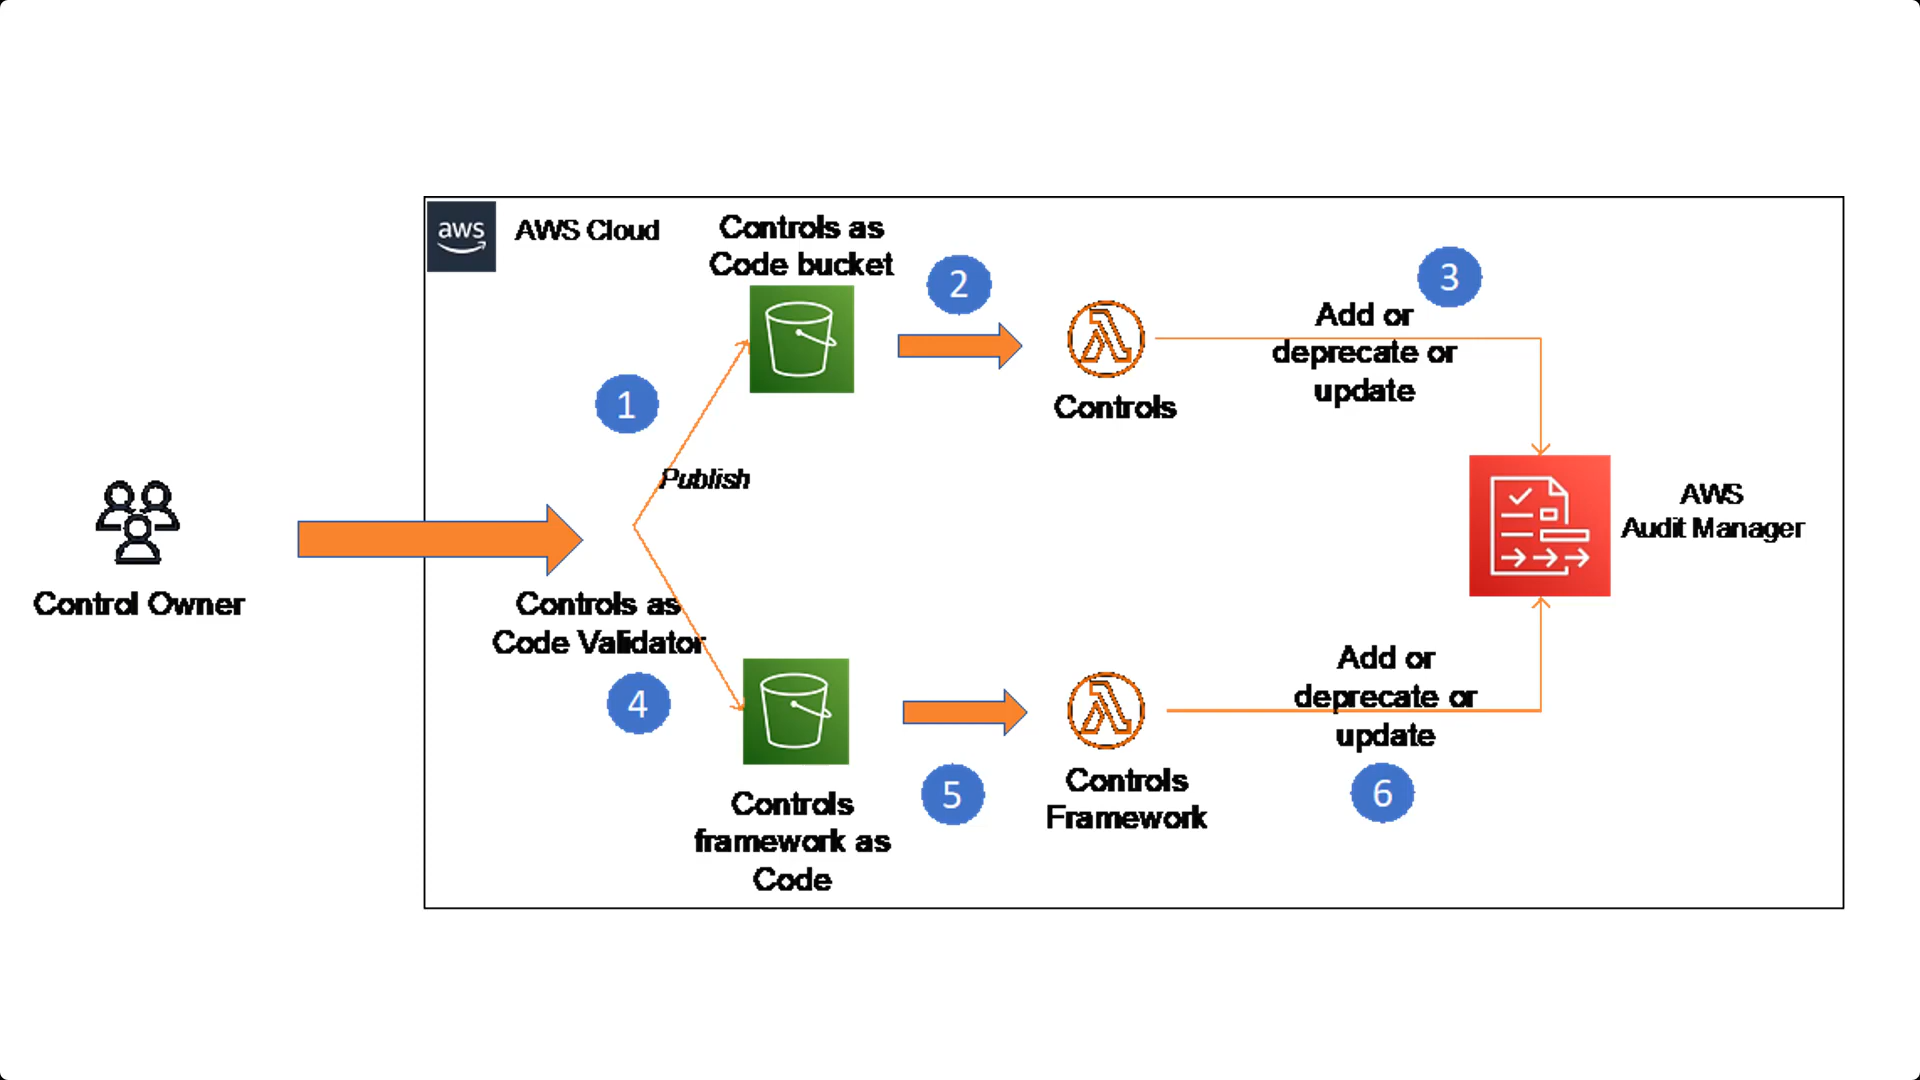 aws
AWS Cloud
Controls as
Code bucket
2
3
Add or
deprecate or
update
Controls
1
Publish
Control Owner
Controls as
Code Validator
4
AWS
Audit Manager
Controls
framework as
Code
5
Controls
Framework
Add or
deprecate or
update
6